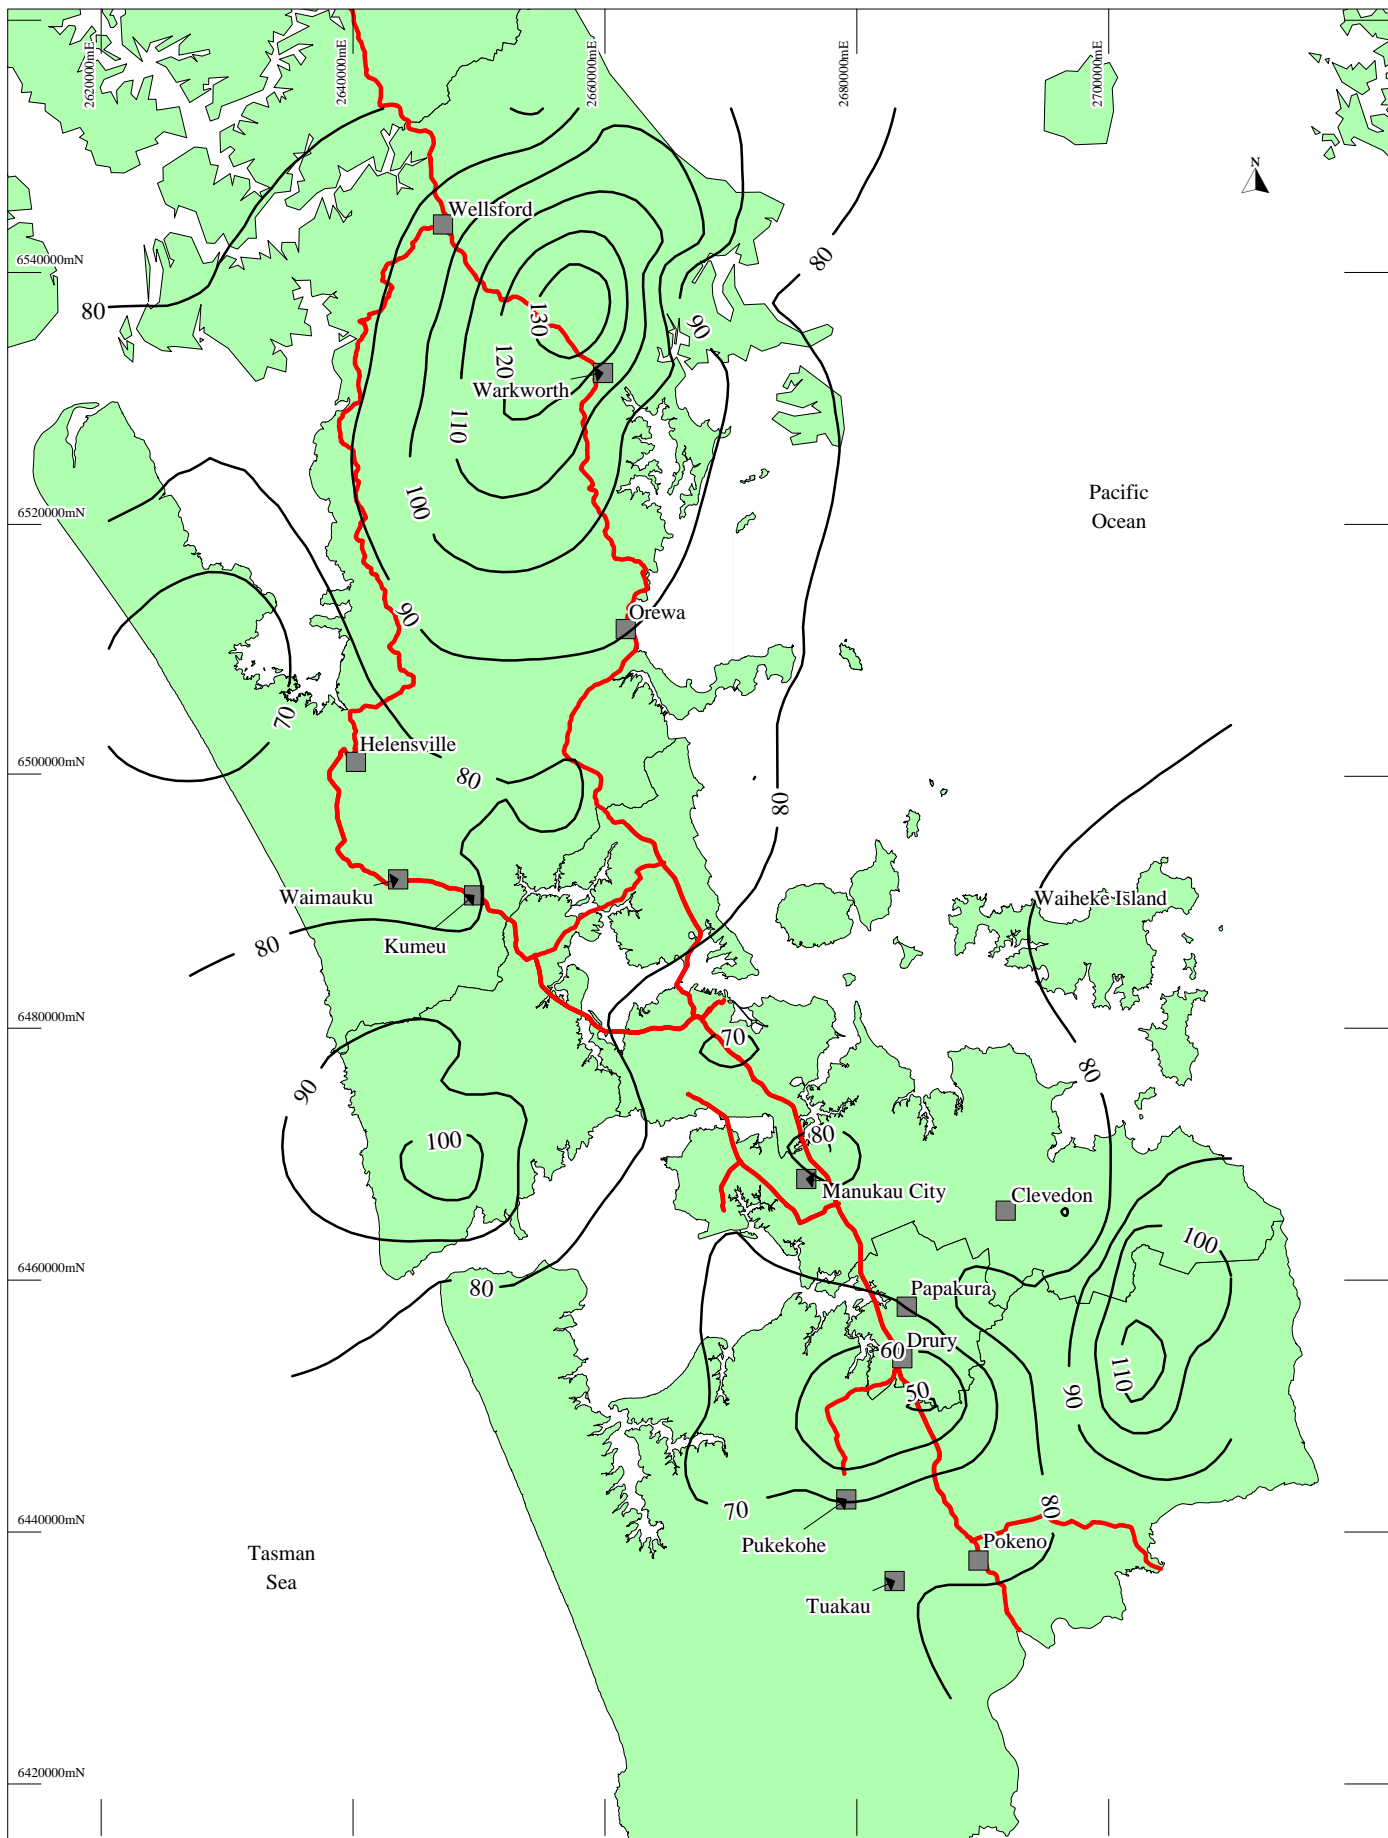 2620000mE
2640000mE
2660000mE
2680000mE
2700000mE
N
Wellsford
80
6540000mN
80
130
90
120
Warkworth
110
100
Pacific
Ocean
6520000mN
90
Orewa
70
Helensville
6500000mN
80
80
Waimauku
Waiheke Island
80
Kumeu
6480000mN
70
80
90
80
100
Manukau City
Clevedon
100
6460000mN
80
Papakura
Drury
60
110
50
90
70
80
6440000mN
Pukekohe
Pokeno
Tasman
Sea
Tuakau
6420000mN